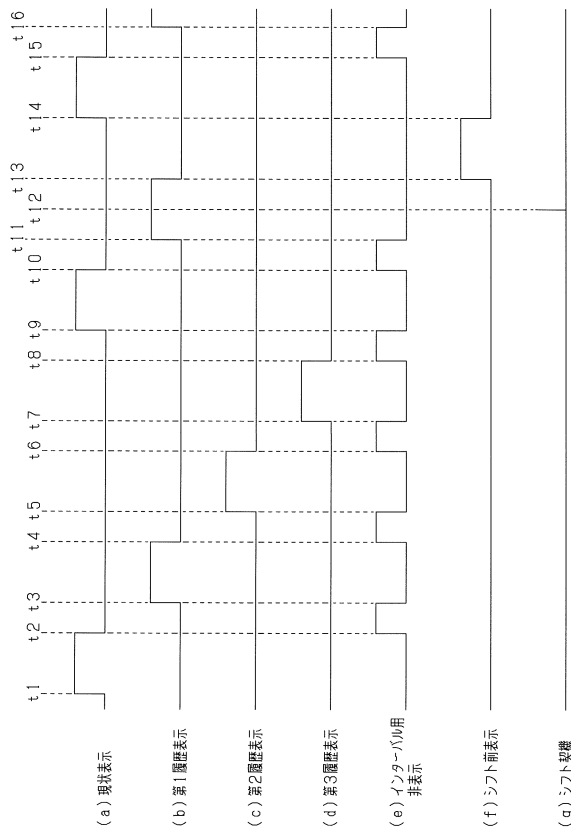 t1
t2
t3
t4
t5
t6
t7
t8
t9
t10
t11
t12
t13
t14
t15
t16
(a)現状表示
(b)第1履歴表示
(c)第2履歴表示
(d)第3履歴表示
(e)インターバル用
非表示
(f)シフト前表示
(g)シフト契機